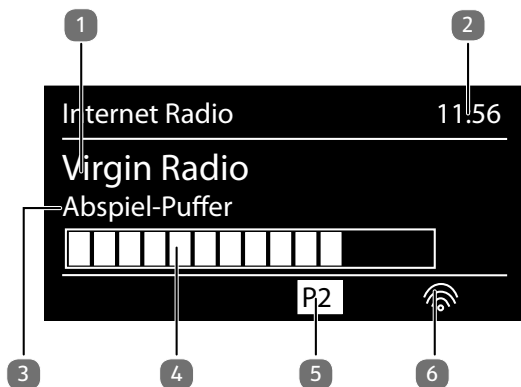 1 2
Internet Radio 11:56
Virgin Radio
Abspiel-Puffer
P2
3 4 5 6